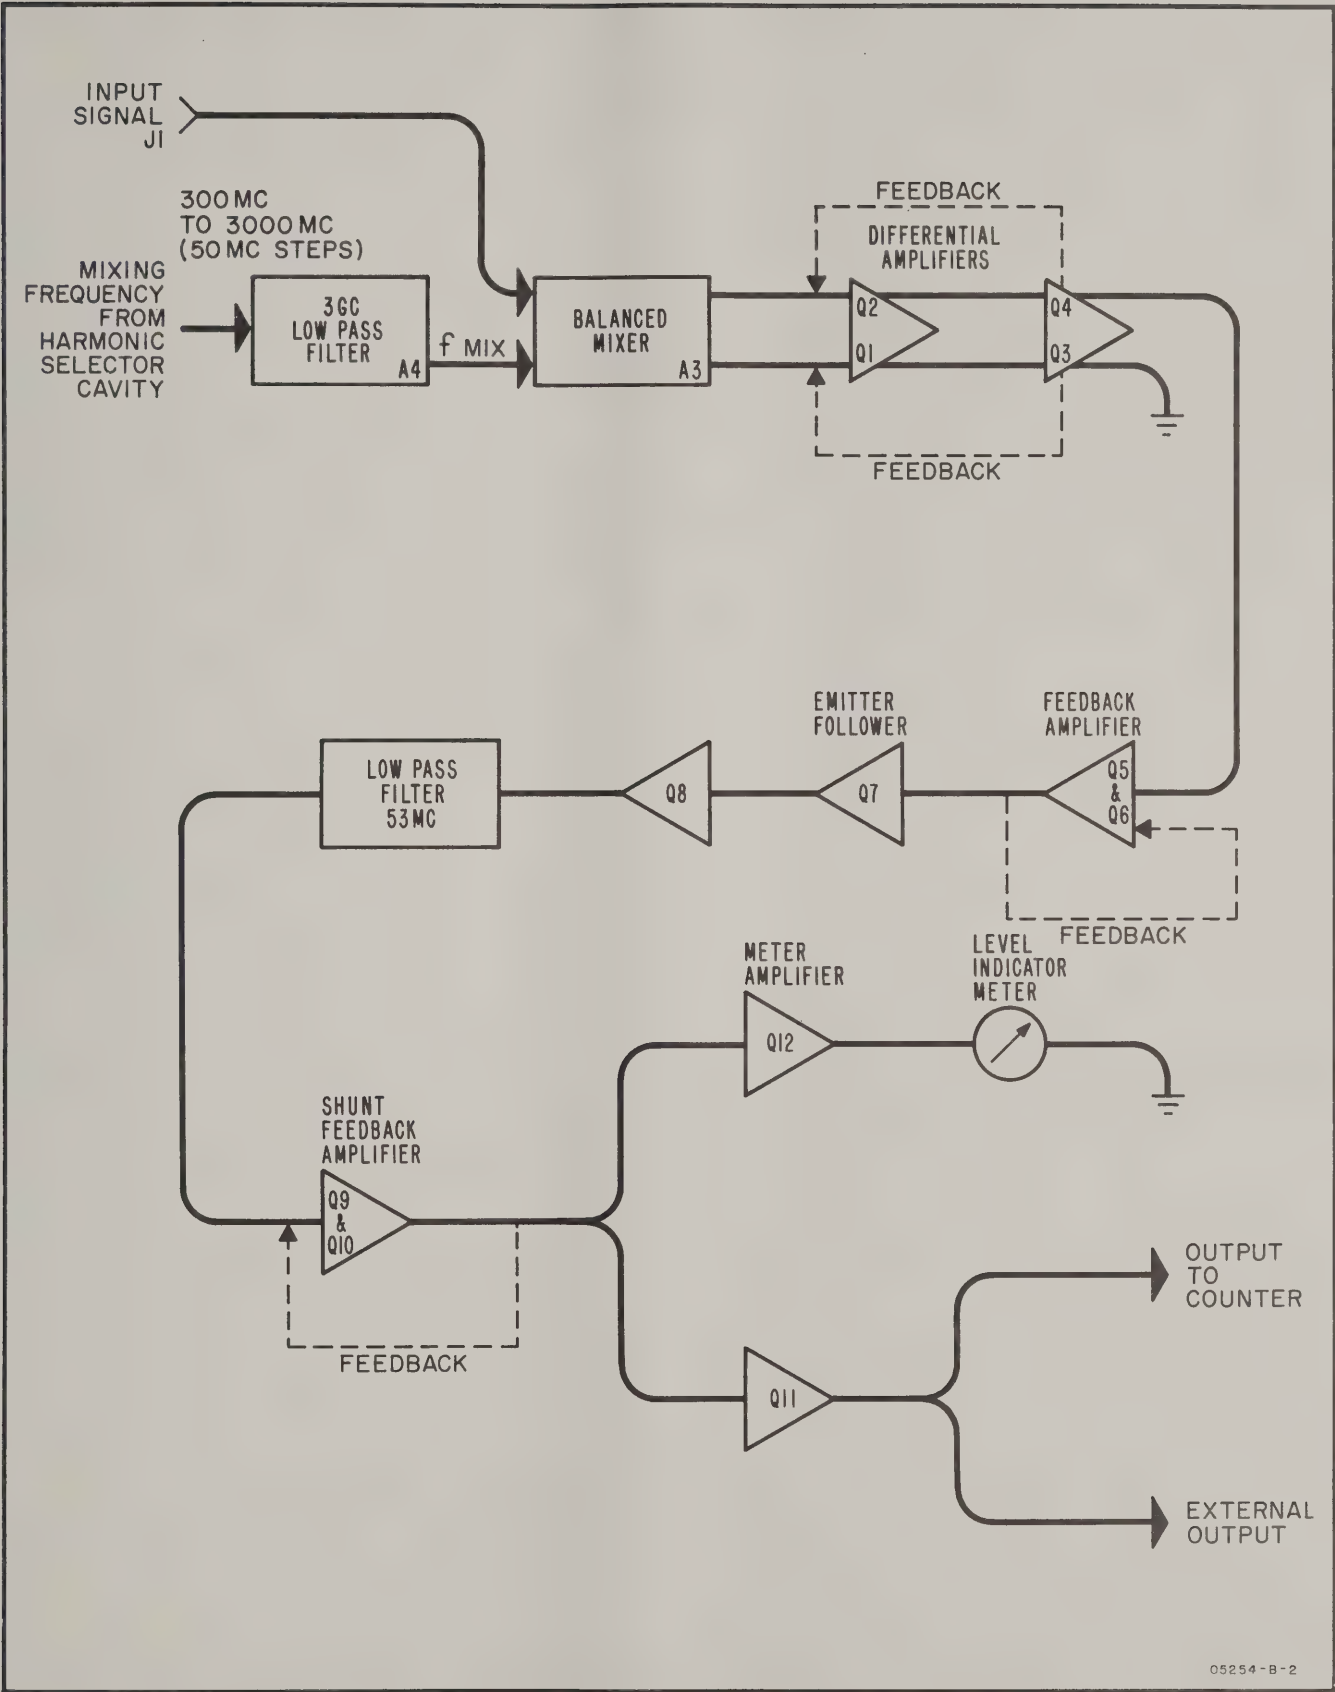 INPUT
SIGNAL
J1
300 MC
TO 3000 MC
(50 MC STEPS)
MIXING
FREQUENCY
FROM
HARMONIC
SELECTOR
CAVITY
3GC
LOW PASS
FILTER
A4
f MIX
BALANCED
MIXER
A3
FEEDBACK
DIFFERENTIAL
AMPLIFIERS
Q2
Q1
Q4
Q3
FEEDBACK
LOW PASS
FILTER
53MC
Q8
EMITTER
FOLLOWER
Q7
FEEDBACK
AMPLIFIER
Q5
&
Q6
FEEDBACK
METER
AMPLIFIER
Q12
LEVEL
INDICATOR
METER
SHUNT
FEEDBACK
AMPLIFIER
Q9
&
Q10
FEEDBACK
Q11
OUTPUT
TO
COUNTER
EXTERNAL
OUTPUT
05254-B-2